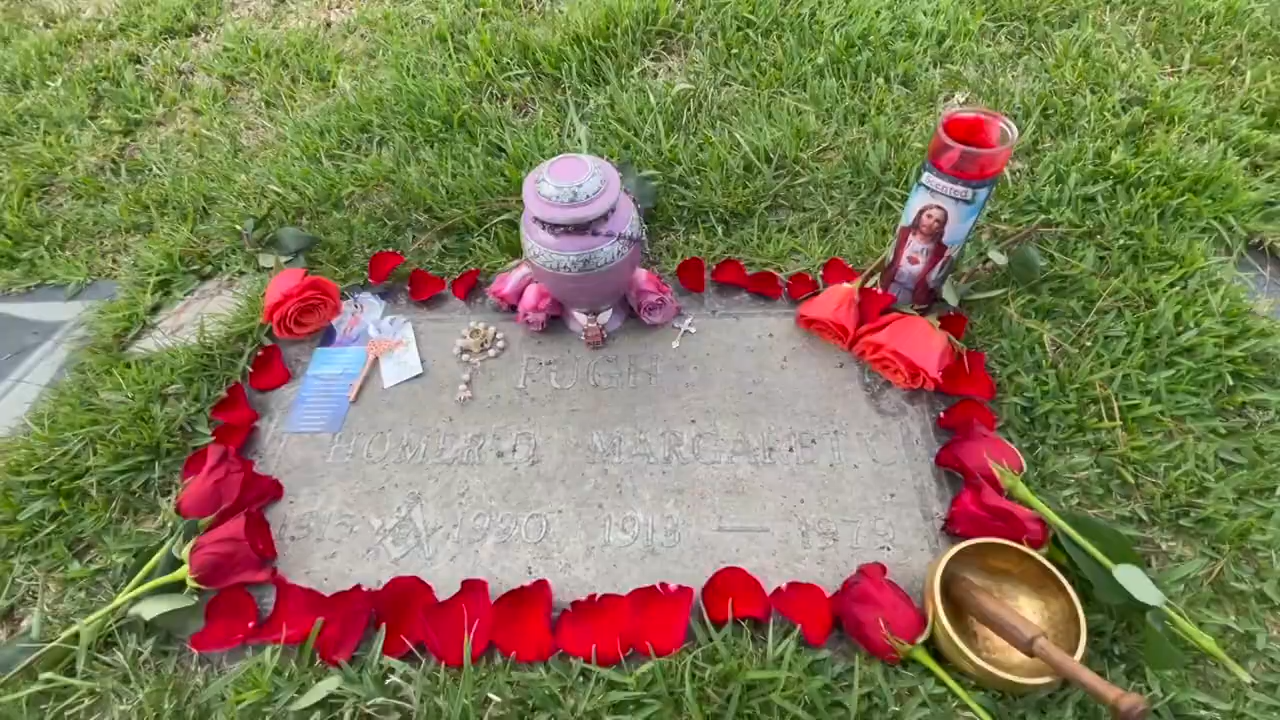 scented
PUGH
HOMER D MARGARET C
1913 — 1979
1990